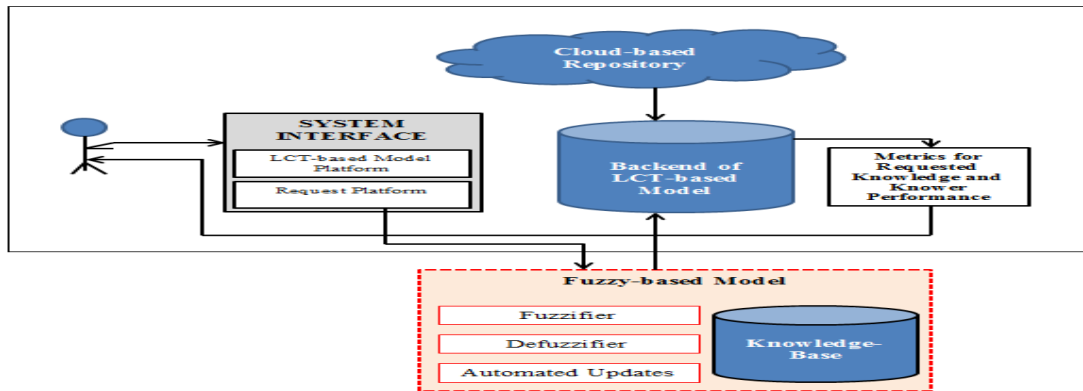 Cloud-based
Repository
SYSTEM
INTERFACE
LCT-based Model
Platform
Request Platform
Backend of
LCT-based
Model
Metrics for
Requested
Knowledge and
Knower
Performance
Fuzzy-based Model
Fuzzifier
Defuzzifier
Automated Updates
Knowledge-
Base